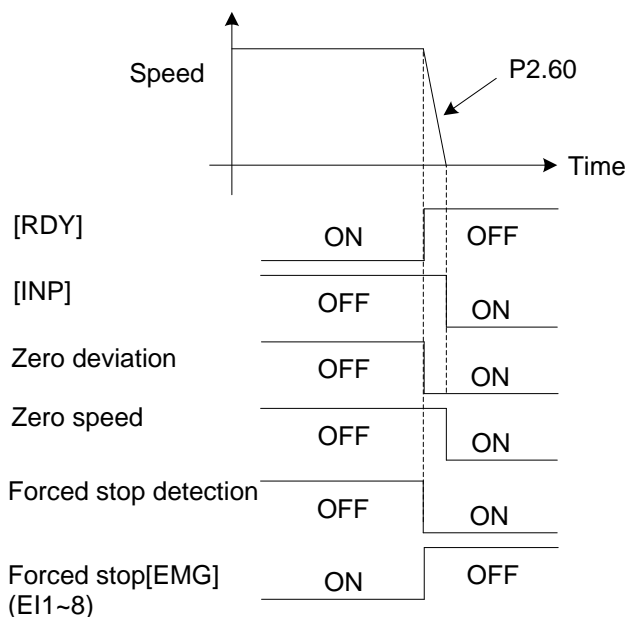 Speed
P2.60
Time
[RDY]
ON
OFF
[INP]
OFF
ON
Zero deviation
OFF
ON
Zero speed
OFF
ON
Forced stop detection
OFF
ON
Forced stop[EMG]
(EI1~8)
ON
OFF